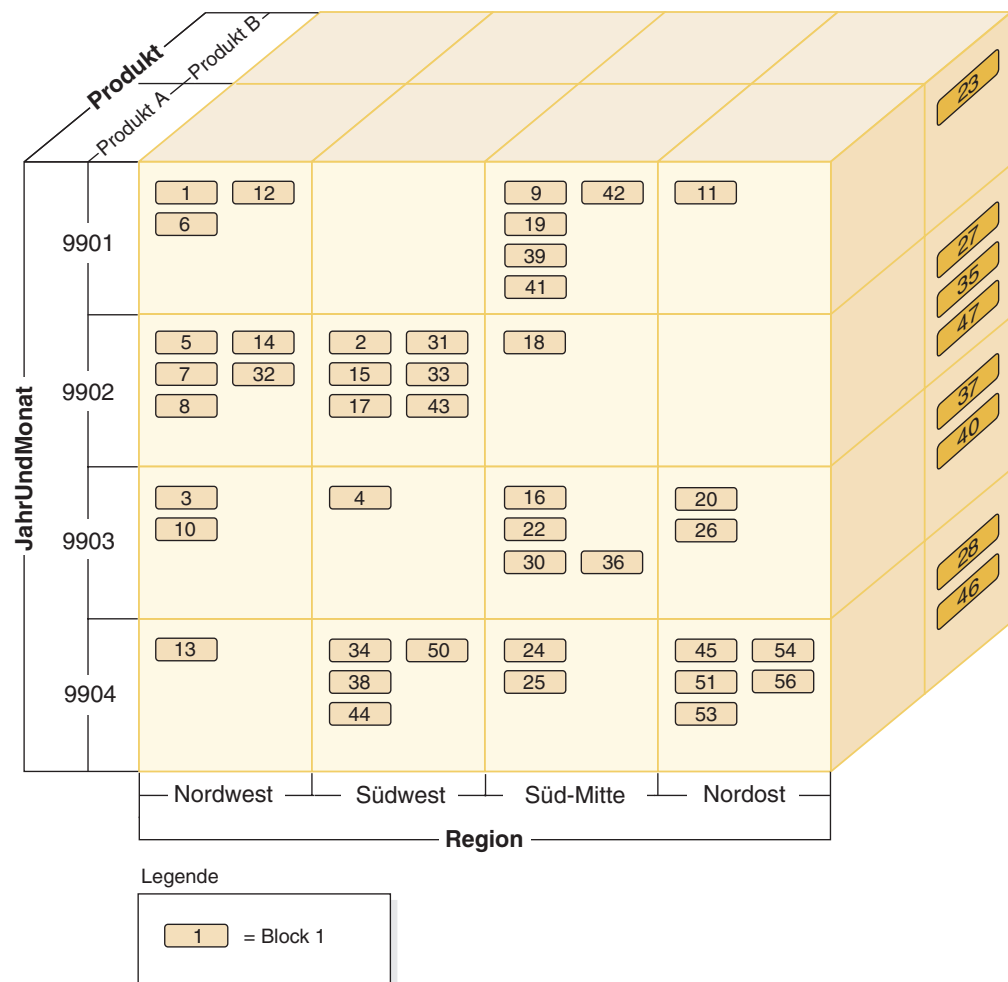 Produkt
Produkt A
Produkt B
23
1 12 9 42 11
6 19
9901
39
41
27
35
47
5 14 2 31 18
7 32 15 33
9902
8 17 43
37
40
3 4 16 20
10 22 26
9903
30 36
28
46
13 34 50 24 45 54
38 25 51 56
9904
44 53
JahrUndMonat
Nordwest Südwest Süd-Mitte Nordost
Region
Legende
1 = Block 1